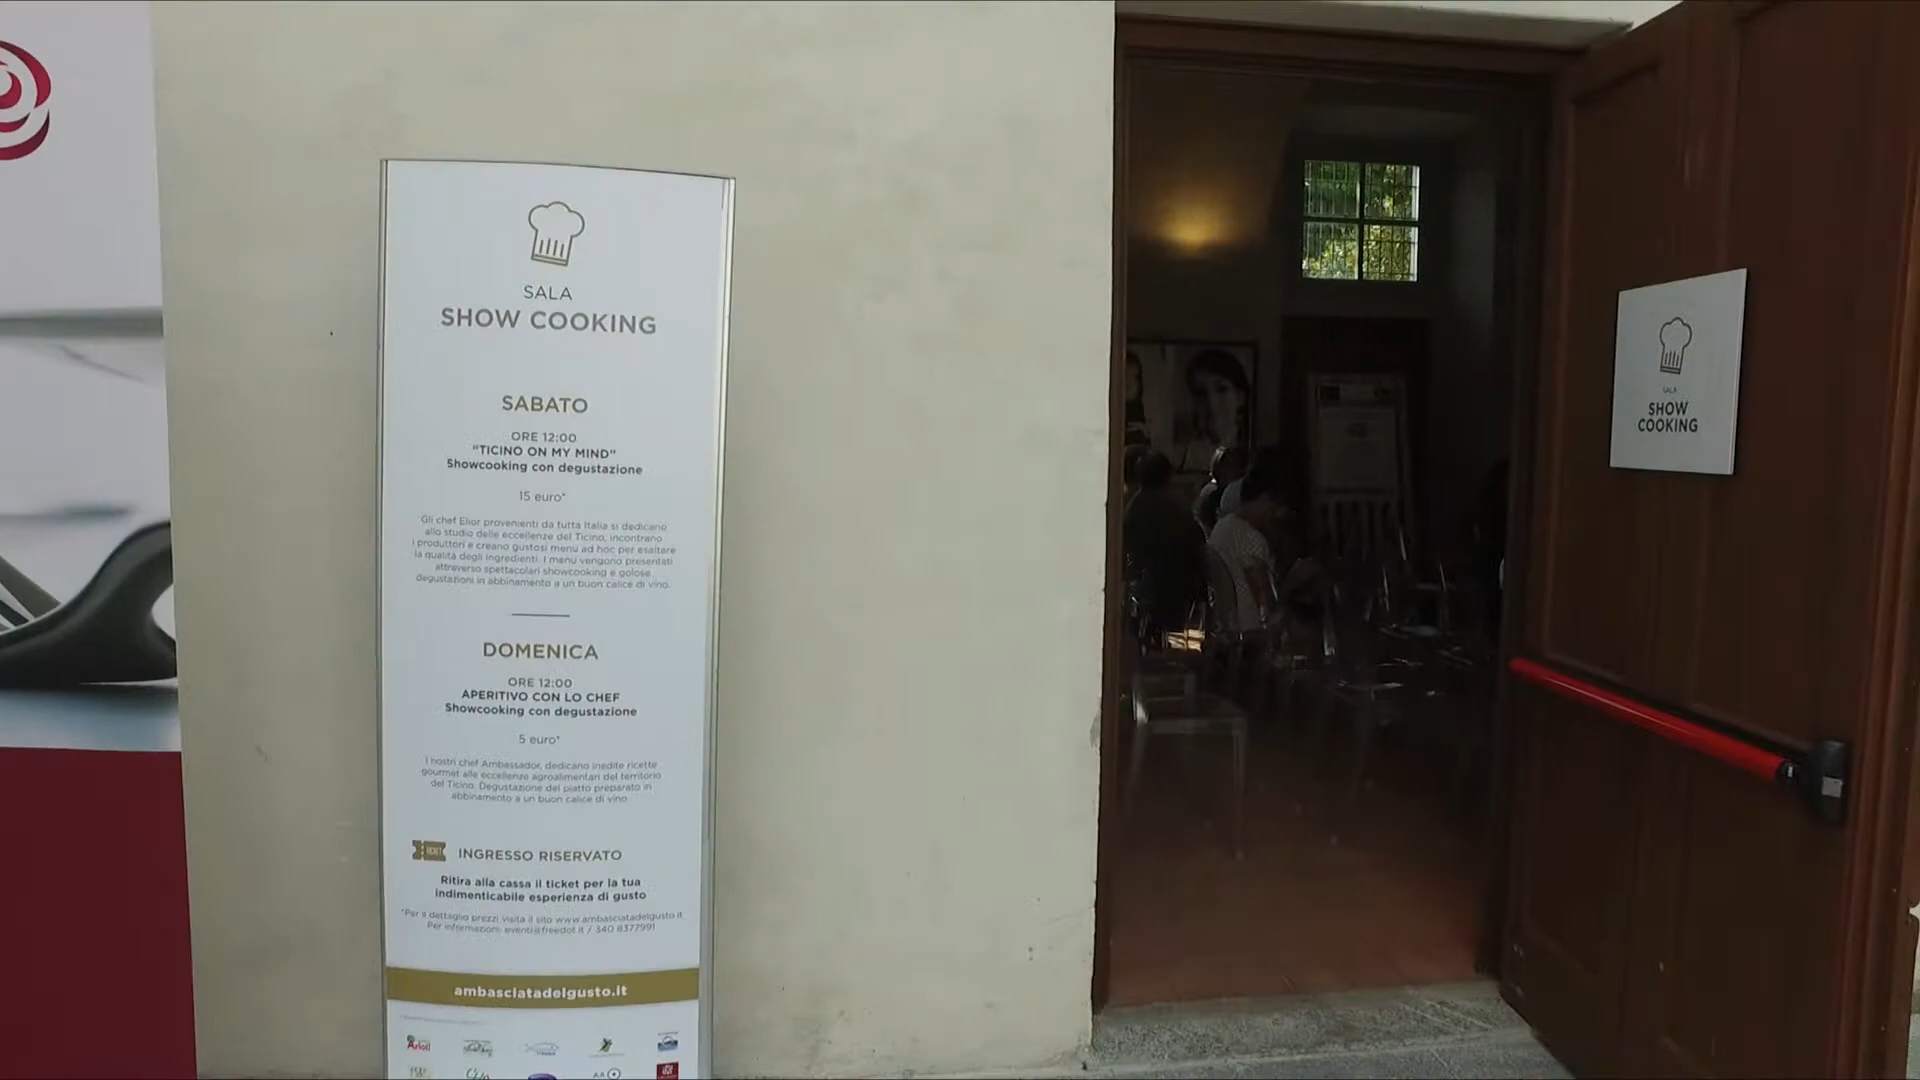 SALA
SHOW COOKING
SABATO
ORE 12:00
"TICINO ON MY MIND"
Showcooking con degustazione
15 euro*
Gli chef Elior provenienti da tutta Italia si dedicano
allo studio delle eccellenze del Ticino, incontrano
i produttori e creano gustosi menu ad hoc per esaltare
la qualità degli ingredienti. I menu vengono presentati
attreverso spettacolari showcooking e golose
degustazioni in abbinamento a un buon calice di vino.
DOMENICA
ORE 12:00
APERITIVO CON LO CHEF
Showcooking con degustazione
5 euro*
I nostri chef Ambassador, dedicano inedite ricette
gourmet alle eccellenze agroalimentari del territorio
del Ticino. Degustazione del piatto preparato in
abbinamento a un buon calice di vino
TICKET
INGRESSO RISERVATO
Ritira alla cassa il ticket per la tua
indimenticabile esperienza di gusto
*Per il dettaglio prezzi visita il sito www.ambasciatadelgusto.it
Per informazioni: eventi@freedot.it / 340 8377991
ambasciatadelgusto.it
Arioli
SALA
SHOW
COOKING